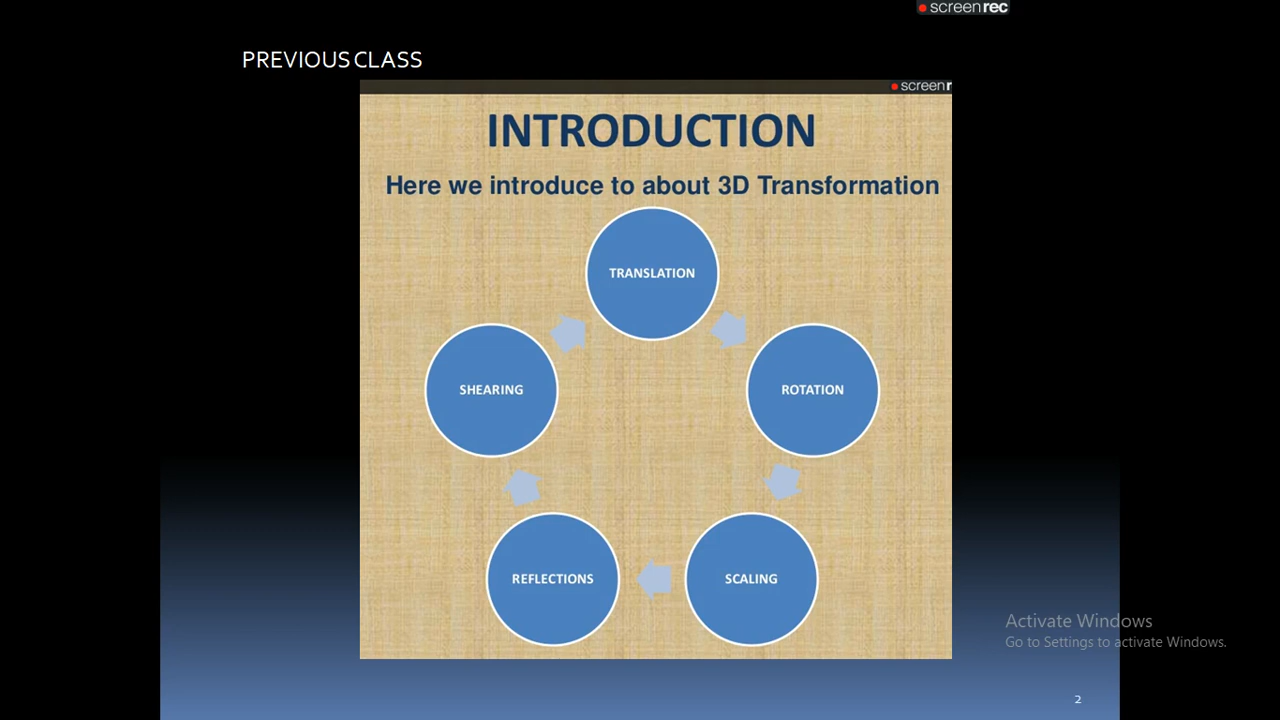 screenrec
PREVIOUS CLASS
screenr
INTRODUCTION
Here we introduce to about 3D Transformation
TRANSLATION
SHEARING
ROTATION
REFLECTIONS
SCALING
Activate Windows
Go to Settings to activate Windows.
2